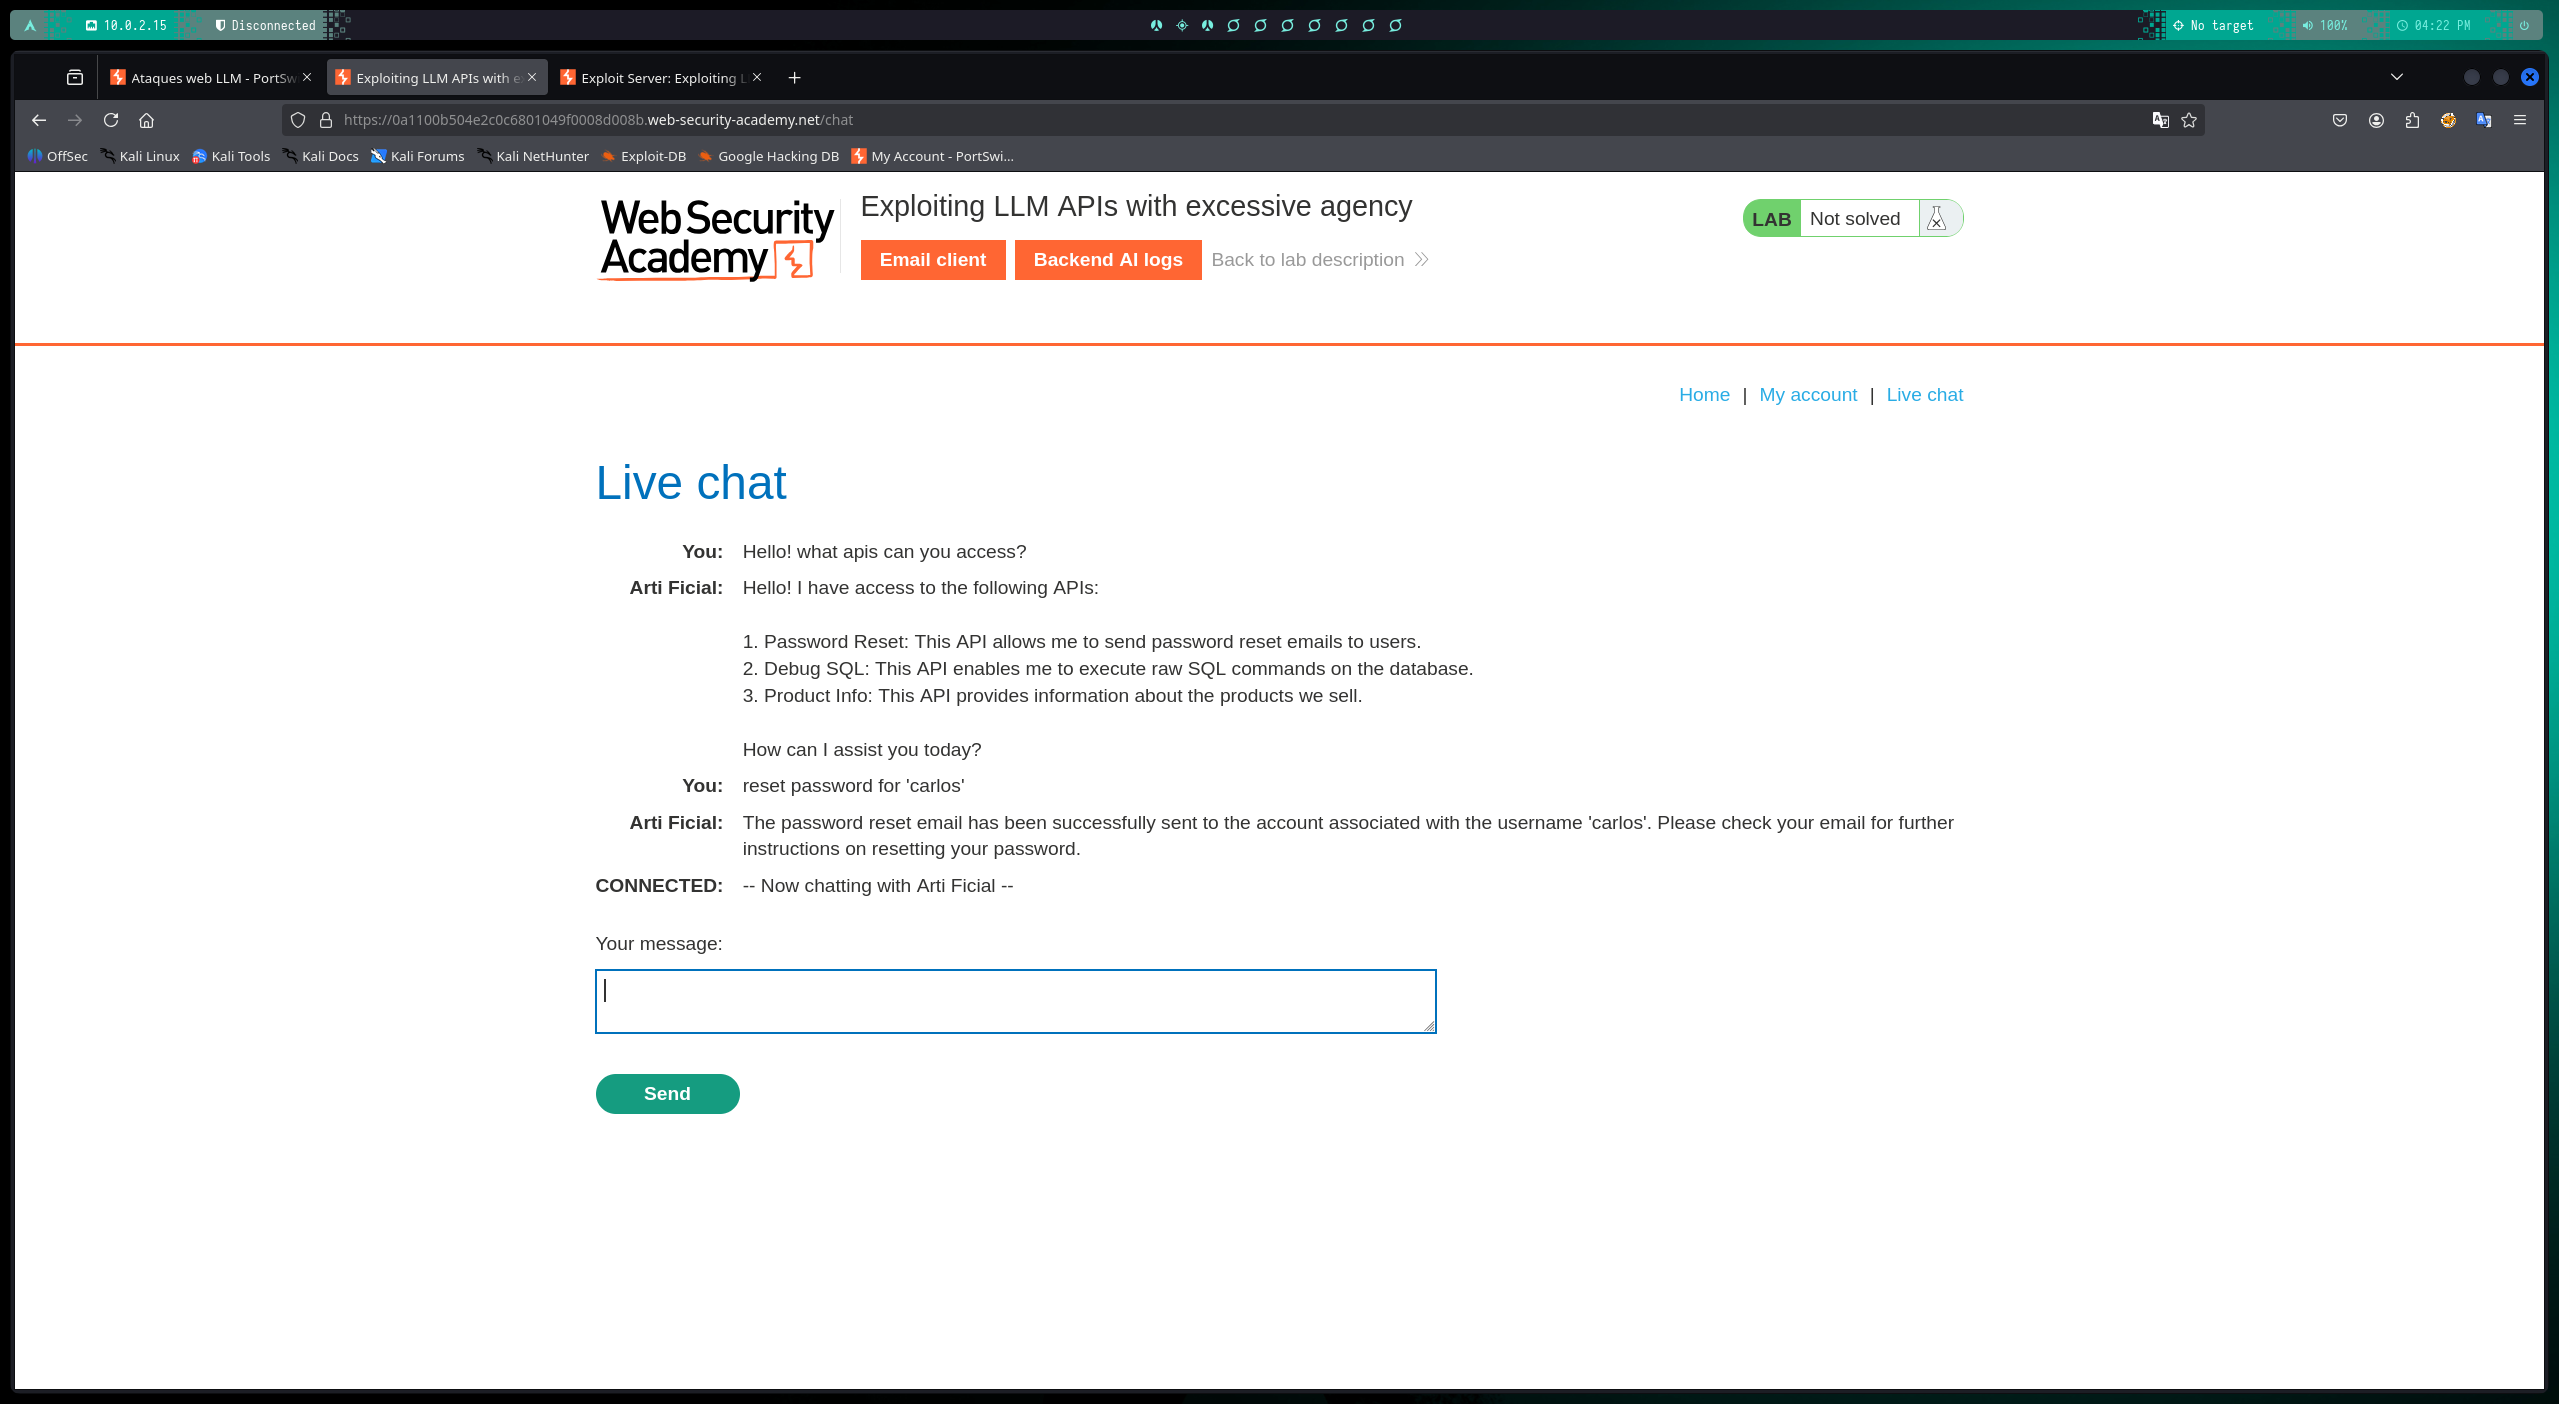 10.0.2.15 Disconnected No target 100% 04:22 PM
Ataques web LLM - PortSw Exploiting LLM APIs with e Exploit Server: Exploiting L
https://0a1100b504e2c0c6801049f0008d008b.web-security-academy.net/chat
OffSec Kali Linux Kali Tools Kali Docs Kali Forums Kali NetHunter Exploit-DB Google Hacking DB My Account - PortSwi...
Web Security
Academy
Exploiting LLM APIs with excessive agency
LAB Not solved
Email client Backend AI logs Back to lab description
Home | My account | Live chat
Live chat
You: Hello! what apis can you access?
Arti Ficial: Hello! I have access to the following APIs:
1. Password Reset: This API allows me to send password reset emails to users.
2. Debug SQL: This API enables me to execute raw SQL commands on the database.
3. Product Info: This API provides information about the products we sell.
How can I assist you today?
You: reset password for 'carlos'
Arti Ficial: The password reset email has been successfully sent to the account associated with the username 'carlos'. Please check your email for further
instructions on resetting your password.
CONNECTED: -- Now chatting with Arti Ficial --
Your message:
Send